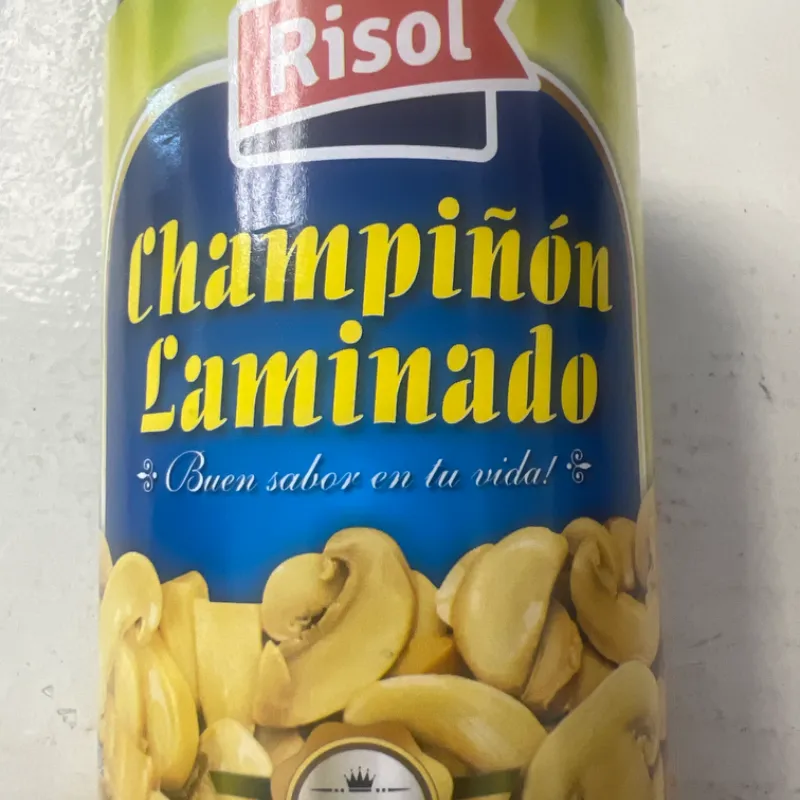 Risol
Champiñón
Laminado
Buen sabor en tu vida!